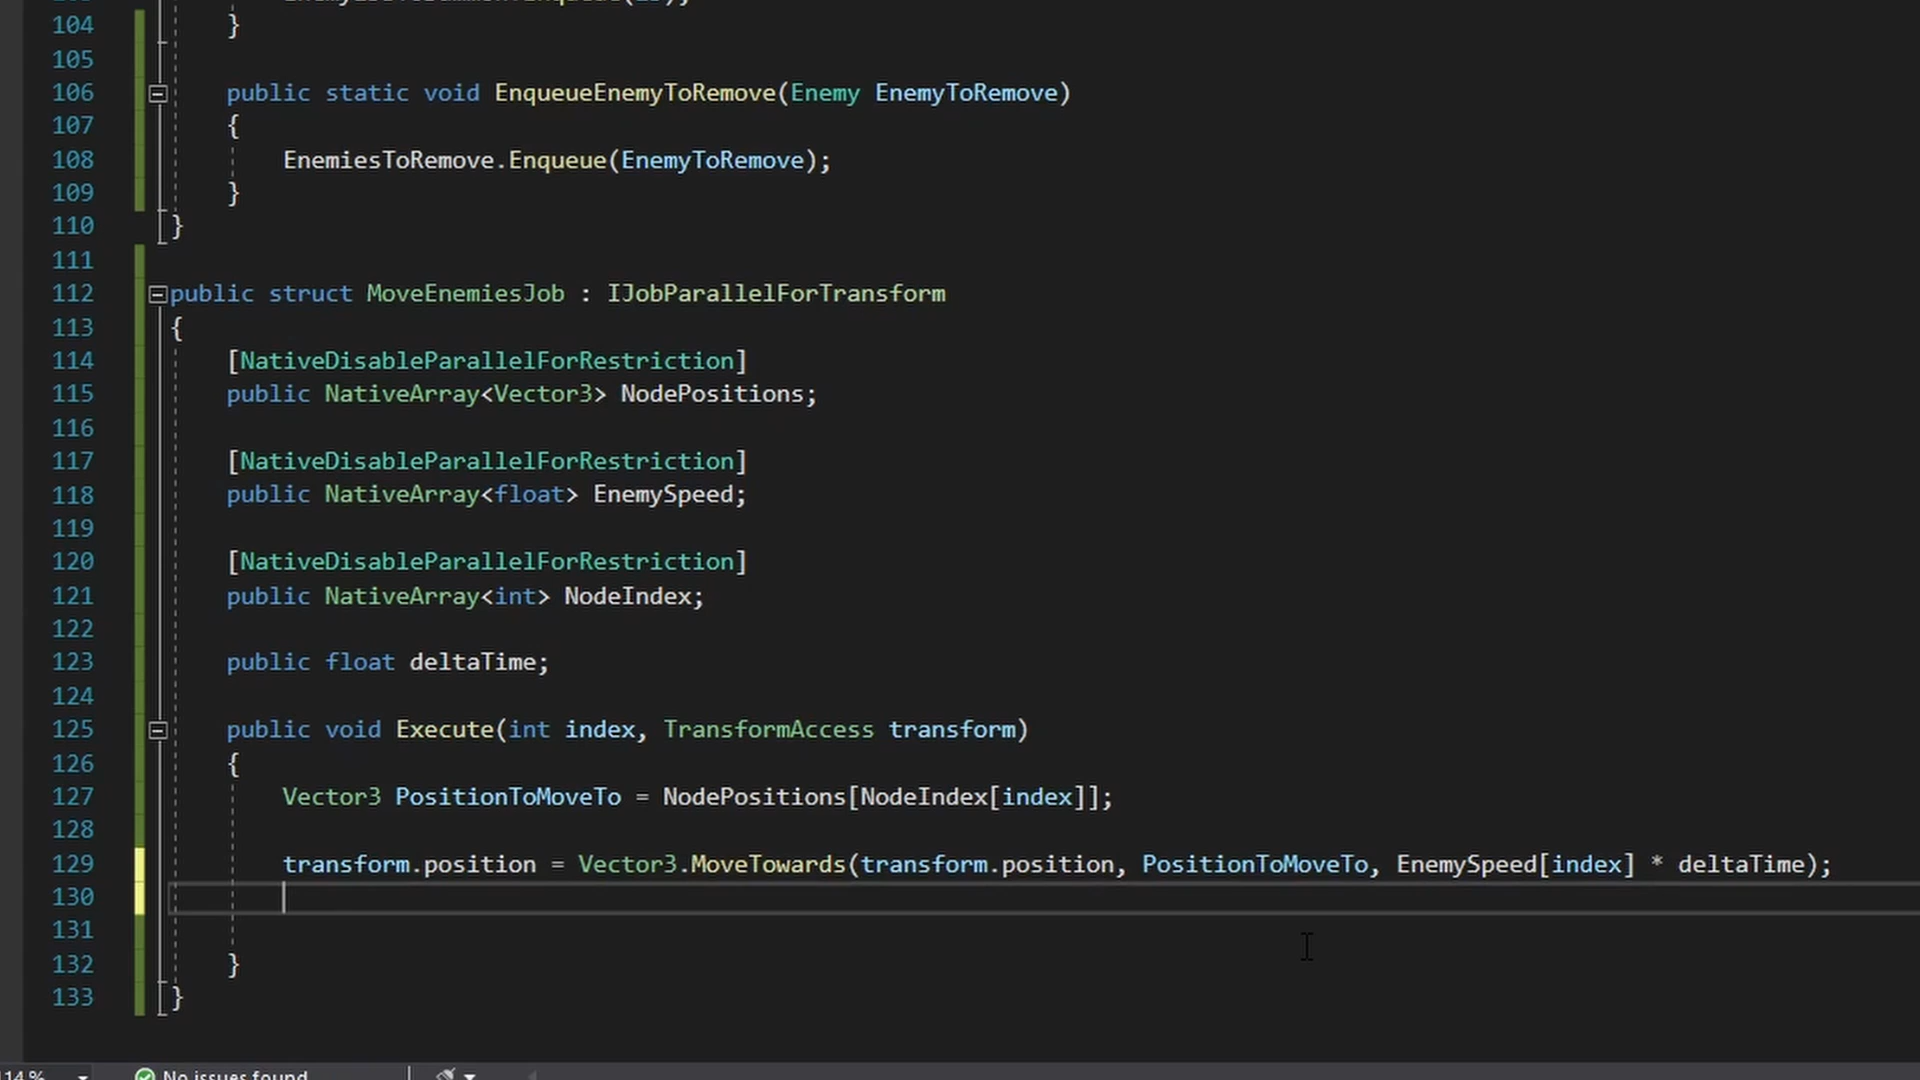 104 }
105
106 public static void EnqueueEnemyToRemove(Enemy EnemyToRemove)
107 {
108 EnemiesToRemove.Enqueue(EnemyToRemove);
109 }
110 }
111
112 public struct MoveEnemiesJob : IJobParallelForTransform
113 {
114 [NativeDisableParallelForRestriction]
115 public NativeArray<Vector3> NodePositions;
116
117 [NativeDisableParallelForRestriction]
118 public NativeArray<float> EnemySpeed;
119
120 [NativeDisableParallelForRestriction]
121 public NativeArray<int> NodeIndex;
122
123 public float deltaTime;
124
125 public void Execute(int index, TransformAccess transform)
126 {
127 Vector3 PositionToMoveTo = NodePositions[NodeIndex[index]];
128
129 transform.position = Vector3.MoveTowards(transform.position, PositionToMoveTo, EnemySpeed[index] * deltaTime);
130
131
132 }
133 }
114 % No issues found